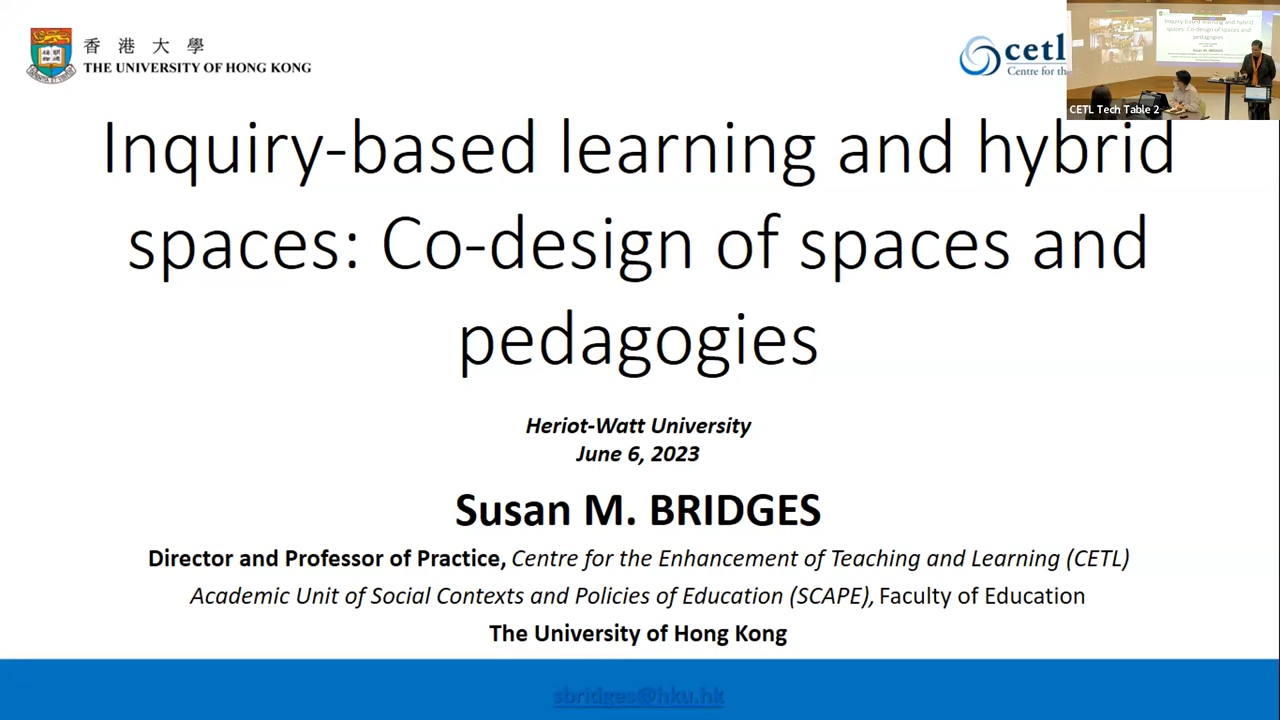 香港大學
THE UNIVERSITY OF HONG KONG
cetl
Centre for the
CETL Tech Table 2
Inquiry-based learning and hybrid
spaces: Co-design of spaces and
pedagogies
Heriot-Watt University
June 6, 2023
Susan M. BRIDGES
Director and Professor of Practice, Centre for the Enhancement of Teaching and Learning (CETL)
Academic Unit of Social Contexts and Policies of Education (SCAPE), Faculty of Education
The University of Hong Kong
sbridges@hku.hk